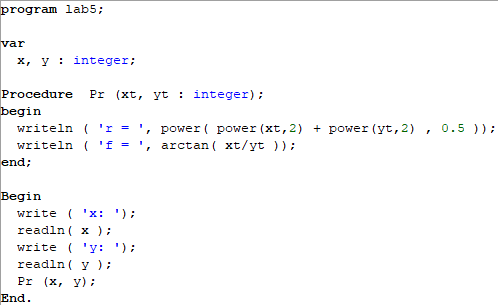 program lab5;
var
x, y : integer;
Procedure  Pr (xt, yt : integer);
begin
writeln ( 'r = ', power( power(xt,2) + power(yt,2) , 0.5 ));
writeln ( 'f = ', arctan( xt/yt ));
end;
Begin
write ( 'x: ');
readln( x );
write ( 'y: ');
readln( y );
Pr (x, y);
End.